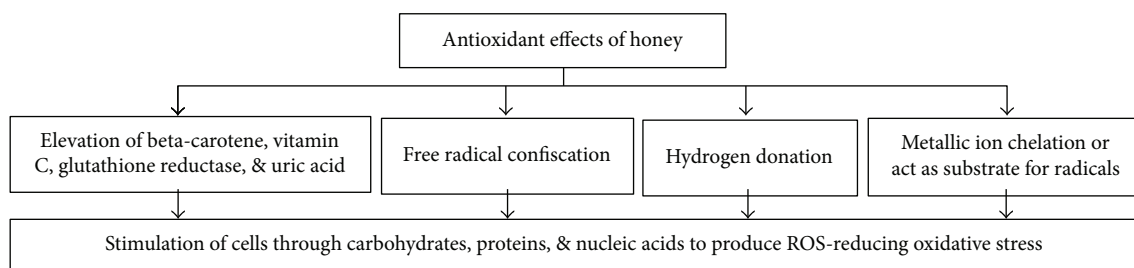 Antioxidant effects of honey
Elevation of beta-carotene, vitamin
C, glutathione reductase, & uric acid
Free radical confiscation
Hydrogen donation
Metallic ion chelation or
act as substrate for radicals
Stimulation of cells through carbohydrates, proteins, & nucleic acids to produce ROS-reducing oxidative stress